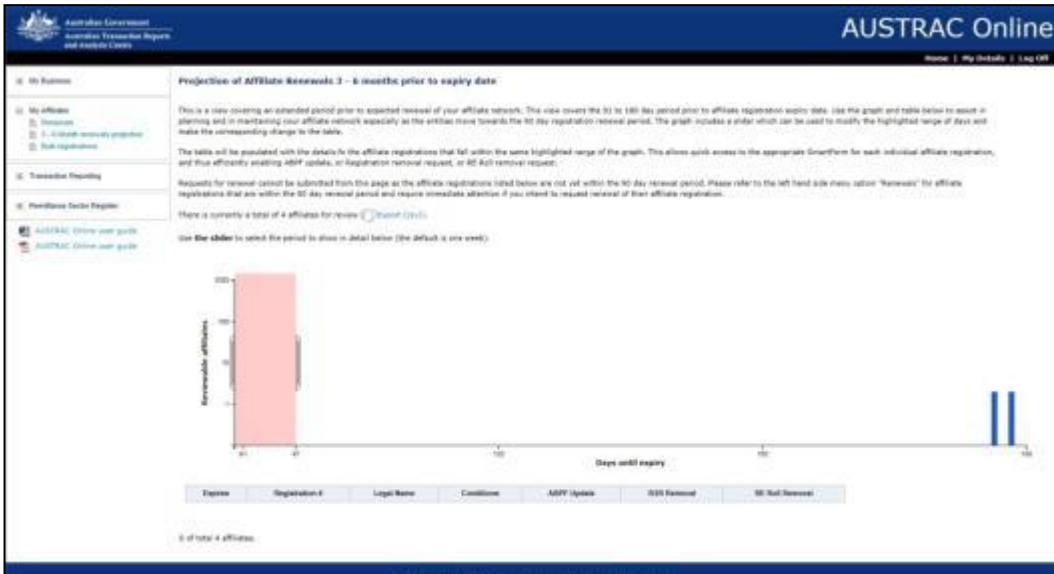 Australian Government
Australian Transaction Reports
and Analysis Centre
AUSTRAC Online
Home | My Details | Log Off
My Business
My Affiliates
Renewals
3 - 6 month renewals projection
Bulk registrations
Transaction Reporting
Remittance Sector Register
AUSTRAC Online user guide
AUSTRAC Online user guide
Projection of Affiliate Renewals 3 - 6 months prior to expiry date
This is a view covering an extended period prior to expected renewal of your affiliate network. This view covers the 91 to 180 day period prior to affiliate registration expiry date. Use the graph and table below to assist in
planning and in maintaining your affiliate network especially as the entities move towards the 90 day registration renewal period. The graph includes a slider which can be used to modify the highlighted range of days and
make the corresponding change to the table.
The table will be populated with the details fo the affiliate registrations that fall within the same highlighted range of the graph. This allows quick access to the appropriate SmartForm for each individual affiliate registration,
and thus efficiently enabling ABPF update, or Registration removal request, or RE Roll removal request.
Requests for renewal cannot be submitted from this page as the affiliate registrations listed below are not yet within the 90 day renewal period. Please refer to the left hand side menu option "Renewals" for affiliate
registrations that are within the 90 day renewal period and require immediate attention if you intend to request renewal of their affiliate registration.
There is currently a total of 4 affiliates for review
Use the slider to select the period to show in detail below (the default is one week):
Renewable affiliates
Days until expiry
Expires Registration # Legal Name Conditions ABPF Update RSR Removal RE Roll Removal
0 of total 4 affiliates.